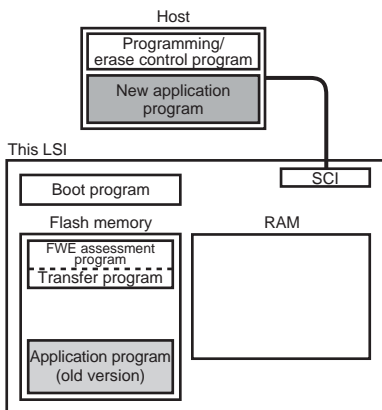 Host
Programming/
erase control program
New application
program
This LSI
SCI
Boot program
Flash memory
RAM
FWE assessment
program
Transfer program
Application program
(old version)